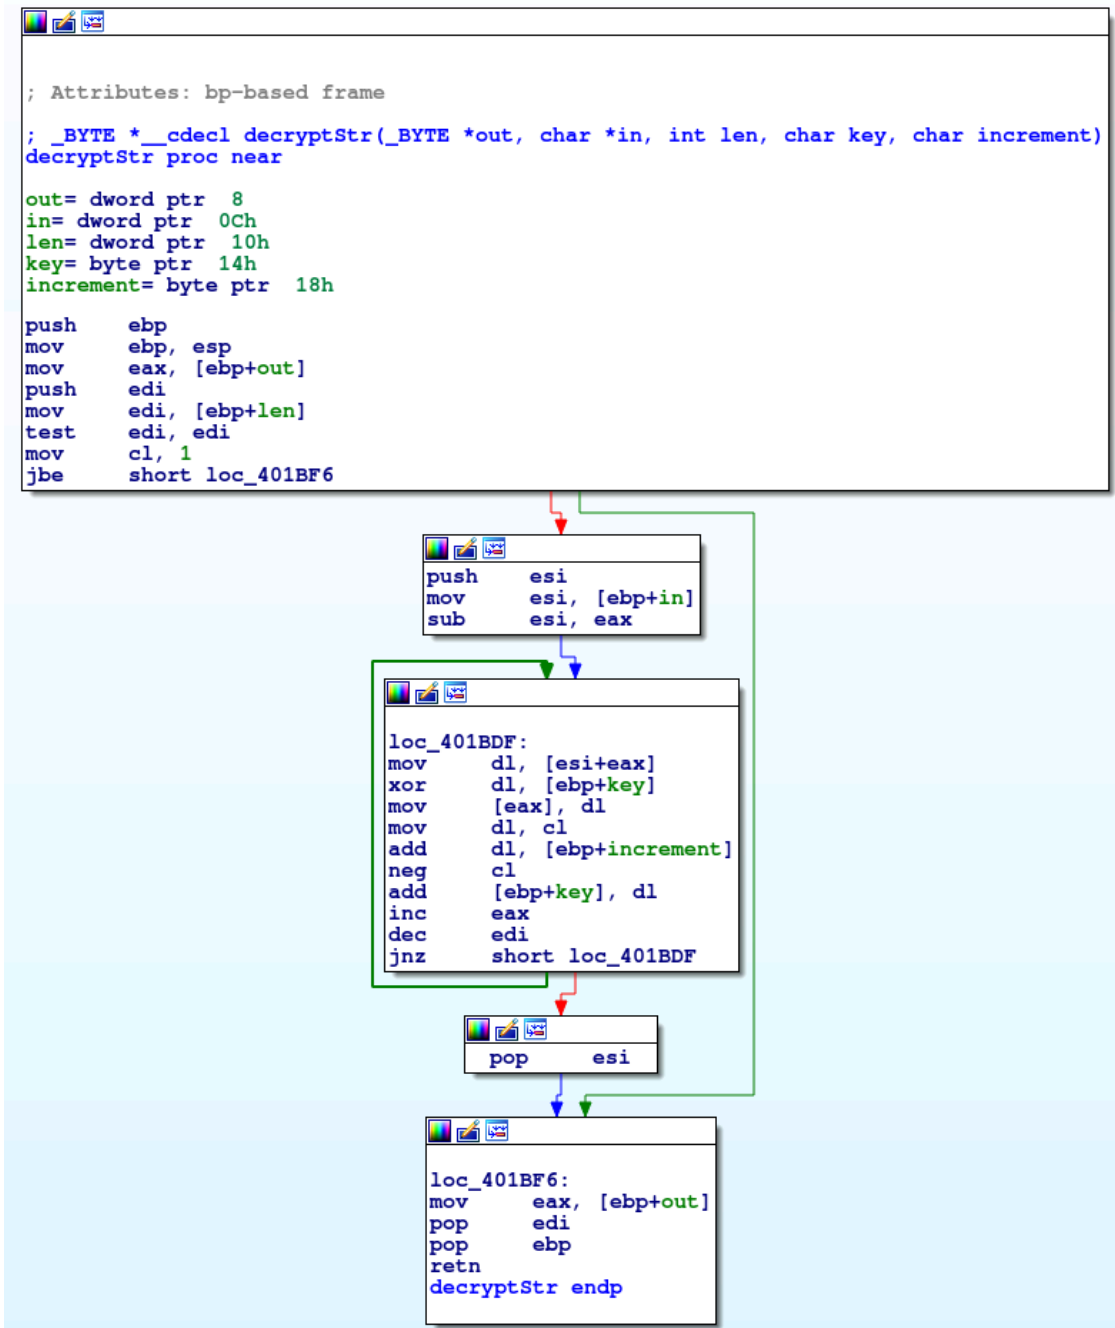 ; Attributes: bp-based frame
; _BYTE *__cdecl decryptStr(_BYTE *out, char *in, int len, char key, char increment)
decryptStr proc near
out= dword ptr  8
in= dword ptr  0Ch
len= dword ptr  10h
key= byte ptr  14h
increment= byte ptr  18h
push    ebp
mov     ebp, esp
mov     eax, [ebp+out]
push    edi
mov     edi, [ebp+len]
test    edi, edi
mov     cl, 1
jbe     short loc_401BF6
push    esi
mov     esi, [ebp+in]
sub     esi, eax
loc_401BDF:
mov     dl, [esi+eax]
xor     dl, [ebp+key]
mov     [eax], dl
mov     dl, cl
add     dl, [ebp+increment]
neg     cl
add     [ebp+key], dl
inc     eax
dec     edi
jnz     short loc_401BDF
pop     esi
loc_401BF6:
mov     eax, [ebp+out]
pop     edi
pop     ebp
retn
decryptStr endp